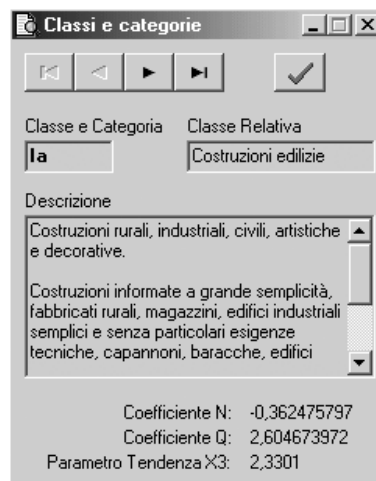 Classi e categorie
Classe e Categoria Classe Relativa
Ia Costruzioni edilizie
Descrizione
Costruzioni rurali, industriali, civili, artistiche
e decorative.
Costruzioni informate a grande semplicità,
fabbricati rurali, magazzini, edifici industriali
semplici e senza particolari esigenze
tecniche, capannoni, baracche, edifici
Coefficiente N: -0,362475797
Coefficiente Q: 2,604673972
Parametro Tendenza X3: 2,3301